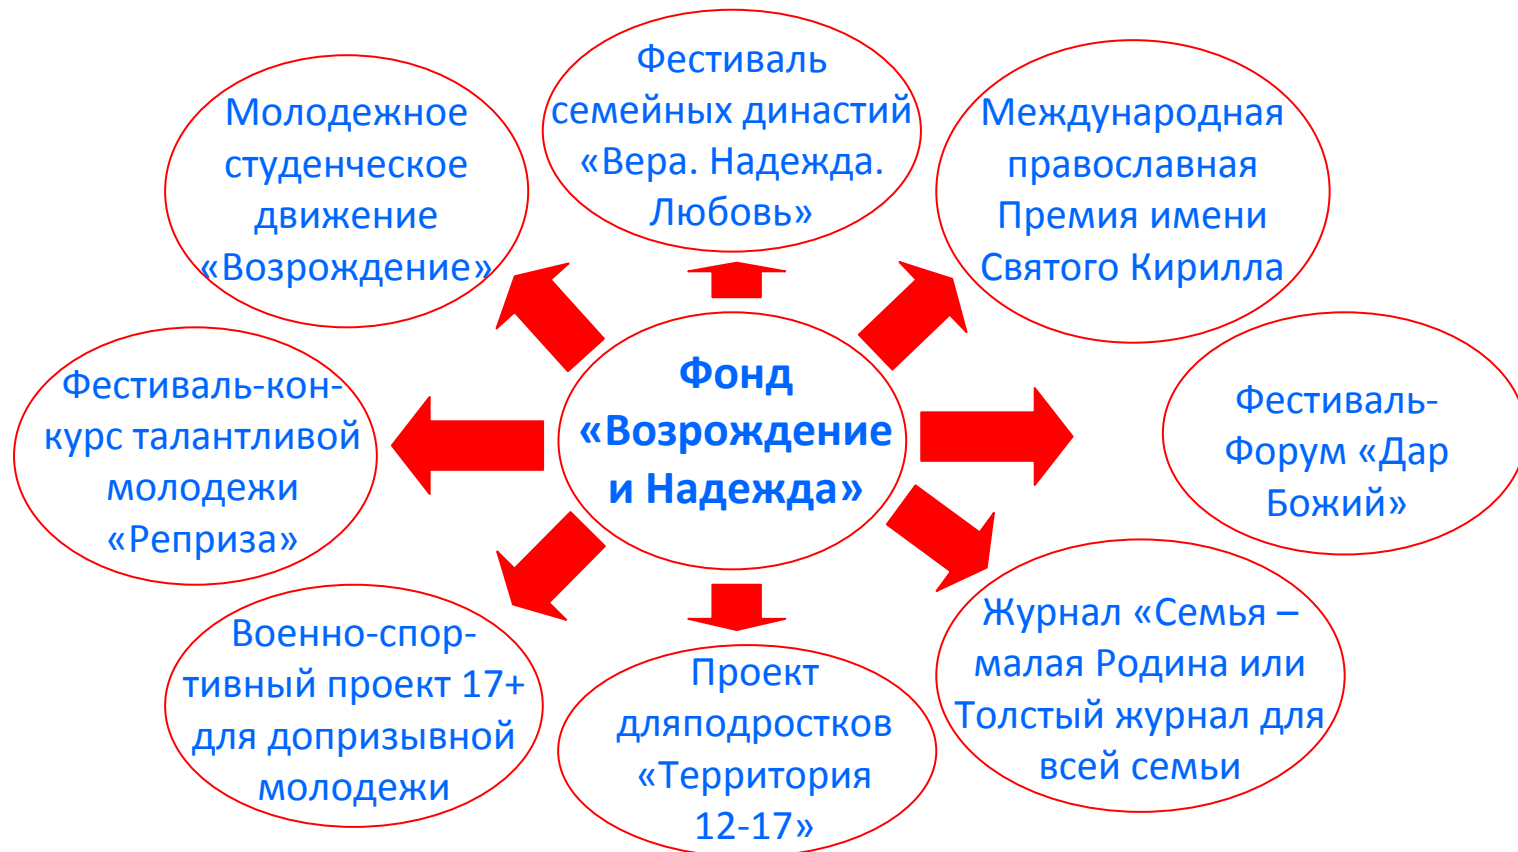 Фестиваль
семейных династий
«Вера. Надежда.
Любовь»
Молодежное
студенческое
движение
«Возрождение»
Международная
православная
Премия имени
Святого Кирилла
Фонд
«Возрождение
и Надежда»
Фестиваль-кон-
курс талантливой
молодежи
«Реприза»
Фестиваль-
Форум «Дар
Божий»
Военно-спор-
тивный проект 17+
для допризывной
молодежи
Проект
дляподростков
«Территория
12-17»
Журнал «Семья –
малая Родина или
Толстый журнал для
всей семьи